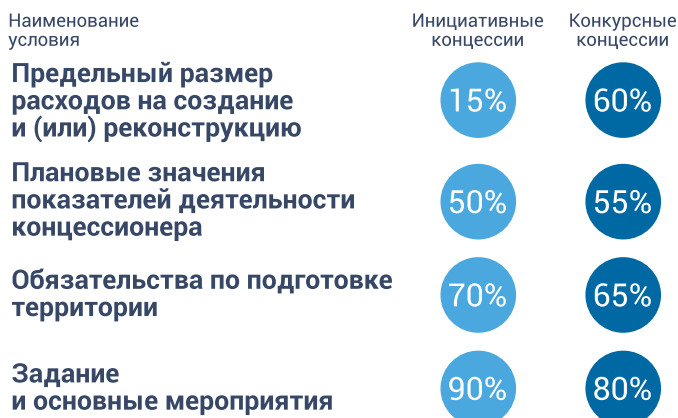 Наименование
условия
Инициативные
концессии
Конкурсные
концессии
Предельный размер
расходов на создание
и (или) реконструкцию
15%
60%
Плановые значения
показателей деятельности
концессионера
50%
55%
Обязательства по подготовке
территории
70%
65%
Задание
и основные мероприятия
90%
80%